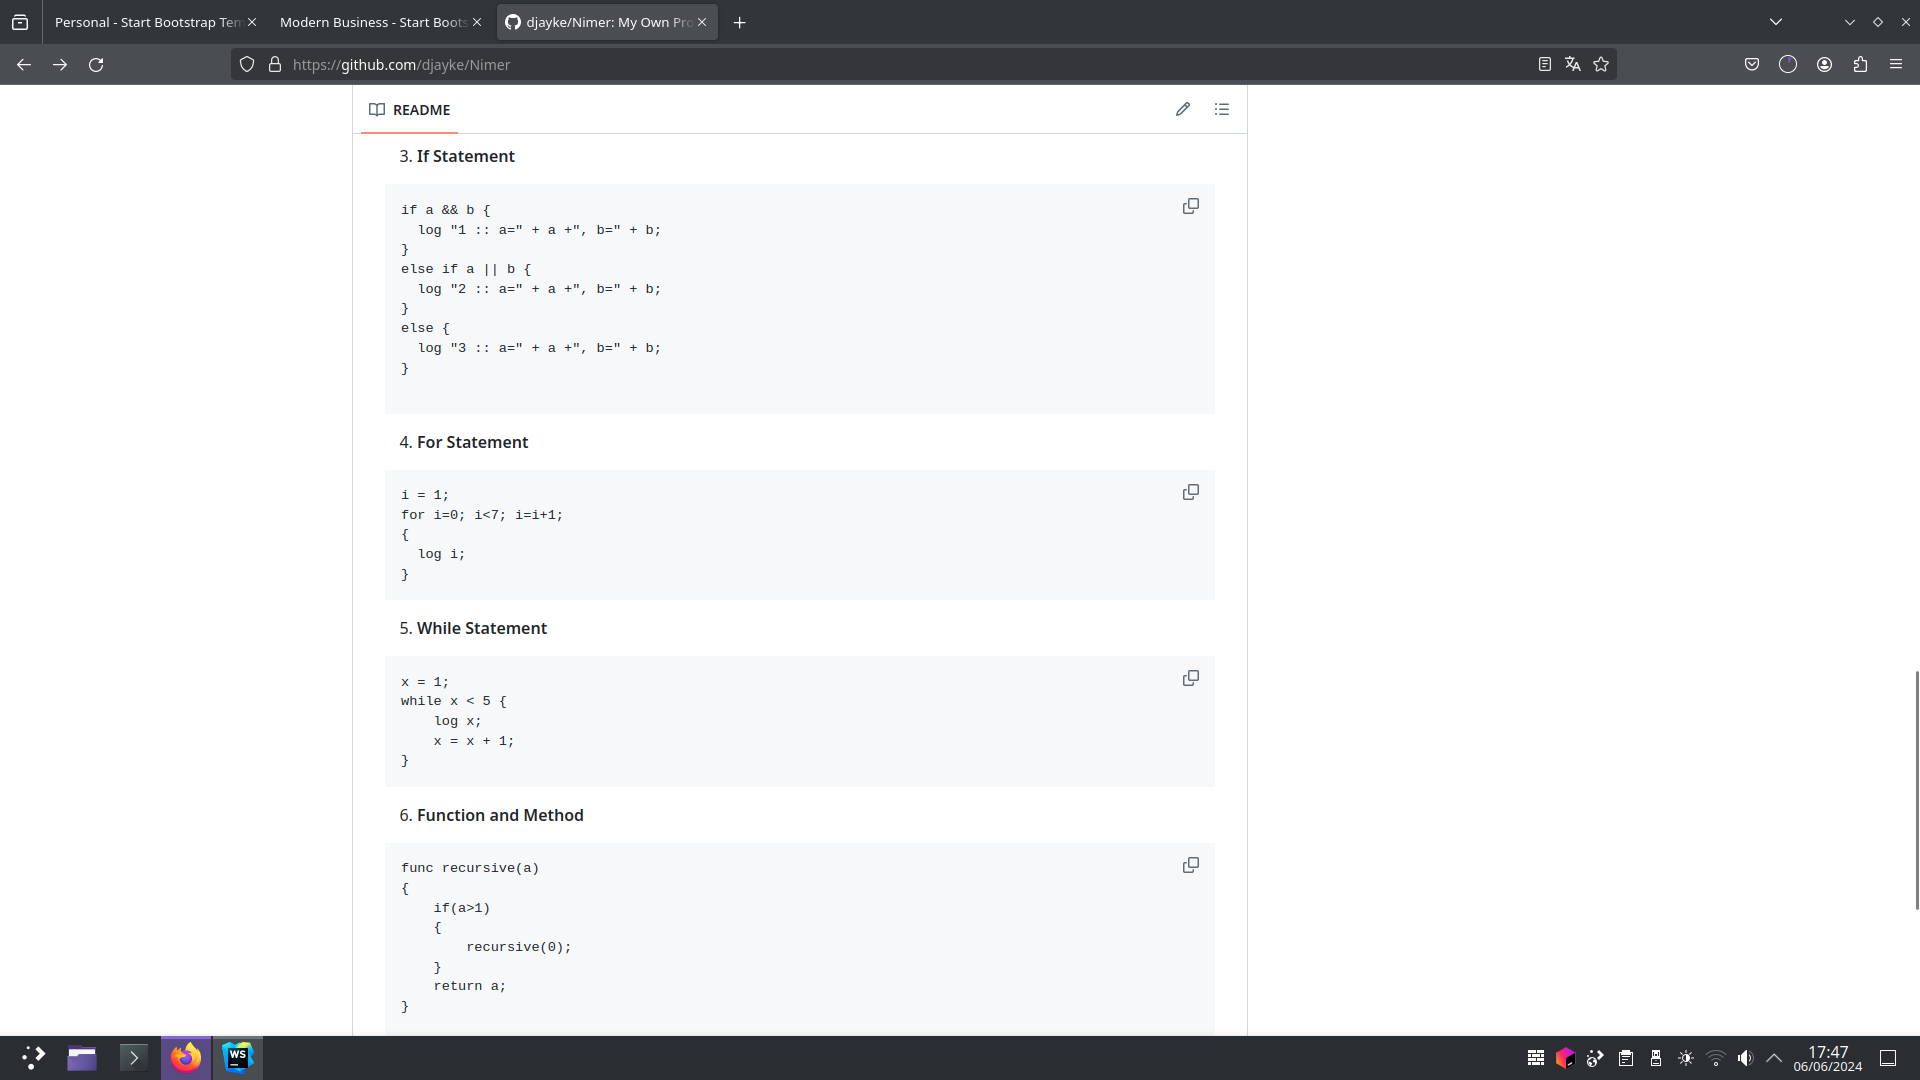 Personal - Start Bootstrap Tem
Modern Business - Start Boots
djayke/Nimer: My Own Pro
https://github.com/djayke/Nimer
README
3. If Statement
if a && b {
  log "1 :: a=" + a +", b=" + b;
}
else if a || b {
  log "2 :: a=" + a +", b=" + b;
}
else {
  log "3 :: a=" + a +", b=" + b;
}
4. For Statement
i = 1;
for i=0; i<7; i=i+1;
{
  log i;
}
5. While Statement
x = 1;
while x < 5 {
    log x;
    x = x + 1;
}
6. Function and Method
func recursive(a)
{
    if(a>1)
    {
        recursive(0);
    }
    return a;
}
WS
17:47
06/06/2024